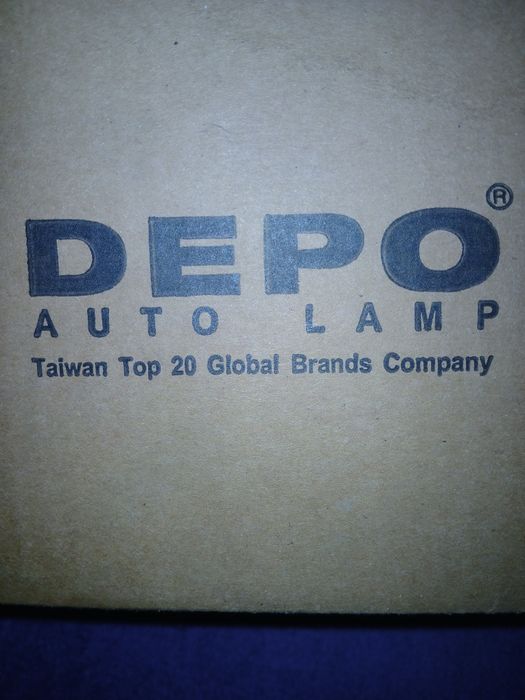 DEPO®
AUTO LAMP
Taiwan Top 20 Global Brands Company